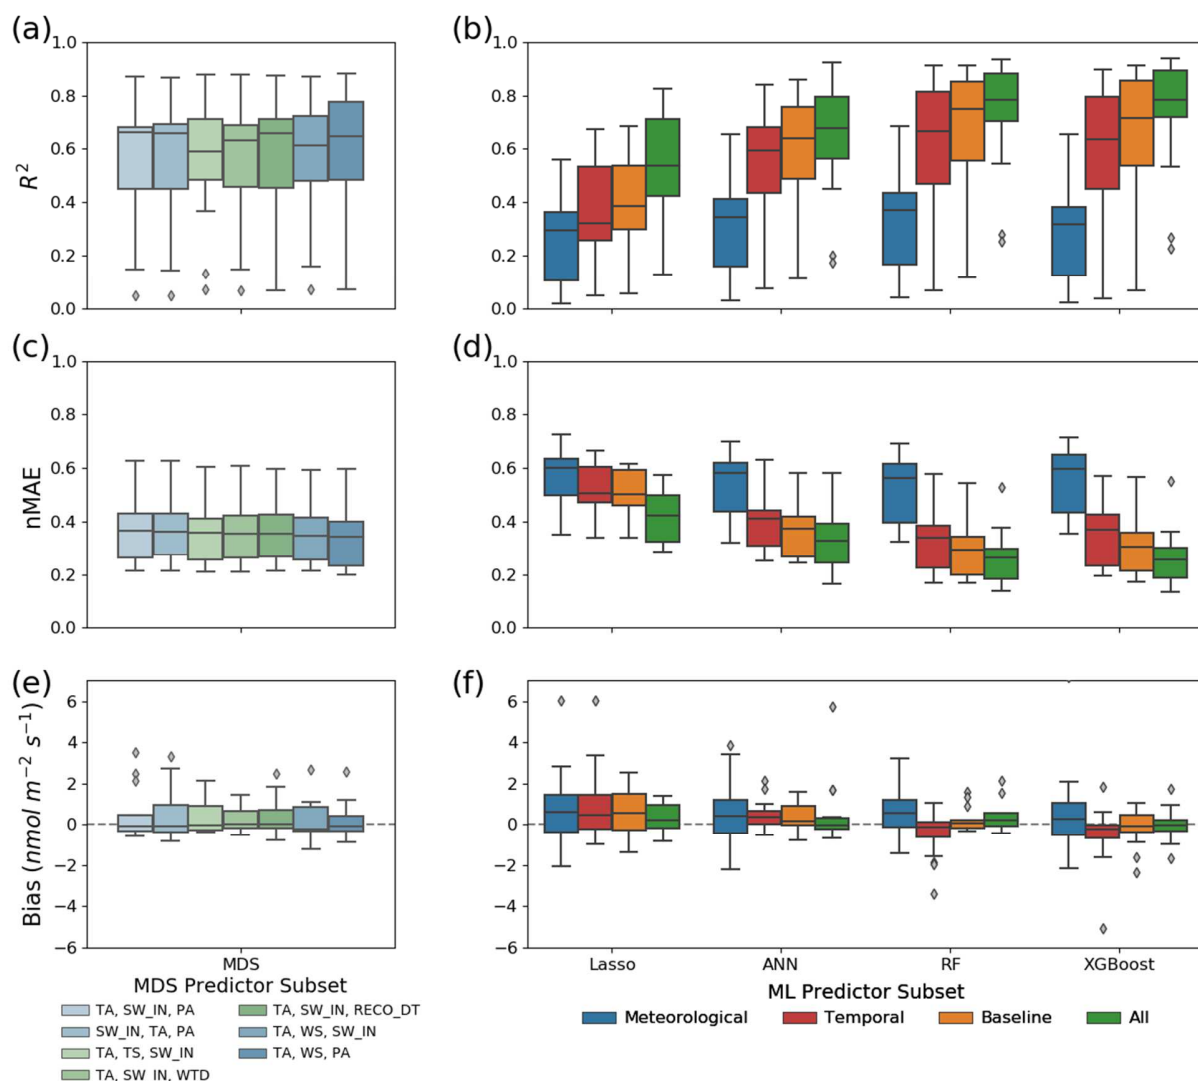 (a)
(b)
1.0
0.8
0.6
0.4
0.2
0.0
R²
1.0
0.8
0.6
0.4
0.2
0.0
(c)
(d)
1.0
0.8
0.6
0.4
0.2
0.0
nMAE
1.0
0.8
0.6
0.4
0.2
0.0
(e)
(f)
6
4
2
0
−2
−4
−6
Bias (nmol m⁻² s⁻¹)
6
4
2
0
−2
−4
−6
MDS
MDS Predictor Subset
TA, SW_IN, PA
SW_IN, TA, PA
TA, TS, SW_IN
TA, SW_IN, WTD
TA, SW_IN, RECO_DT
TA, WS, SW_IN
TA, WS, PA
Lasso ANN RF XGBoost
ML Predictor Subset
Meteorological Temporal Baseline All